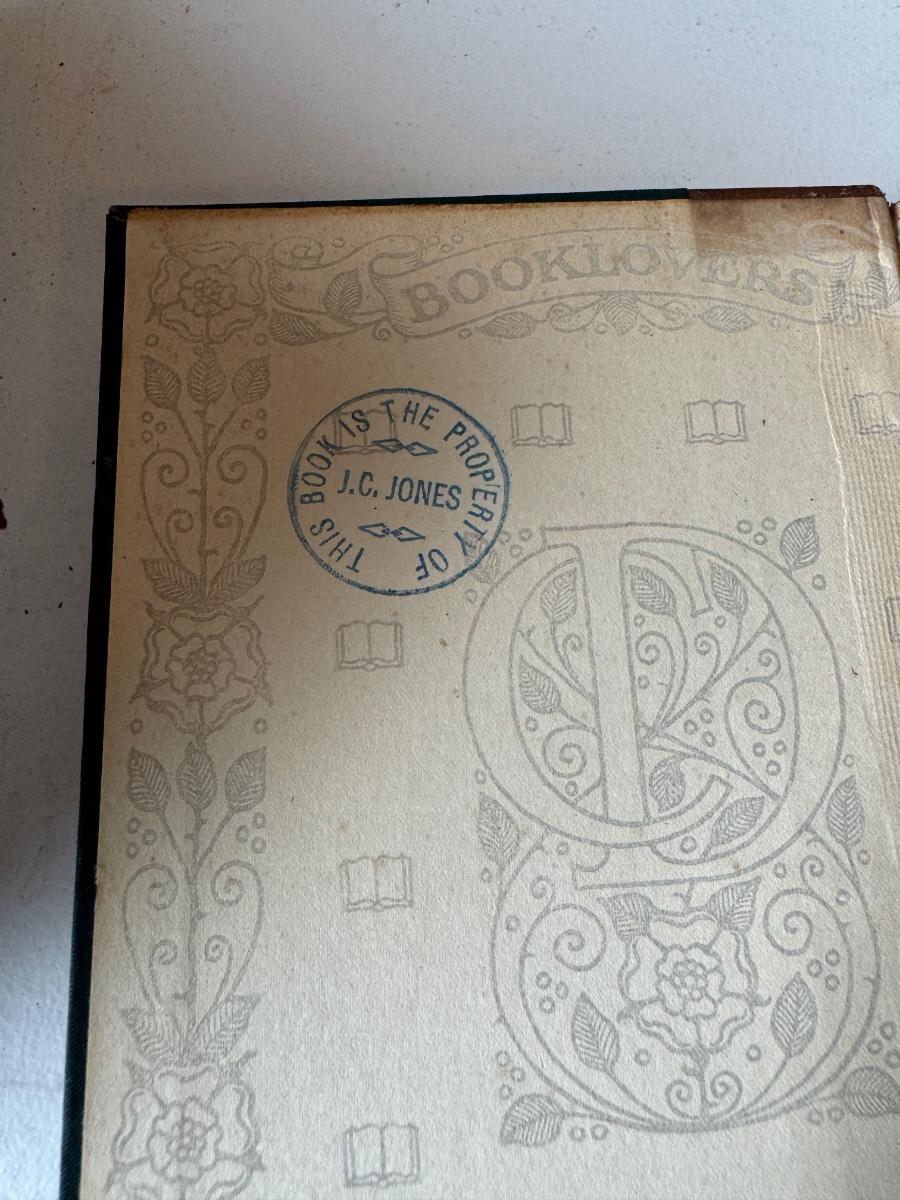 BOOKLOVERS
THIS BOOK IS THE PROPERTY OF
J.C. JONES